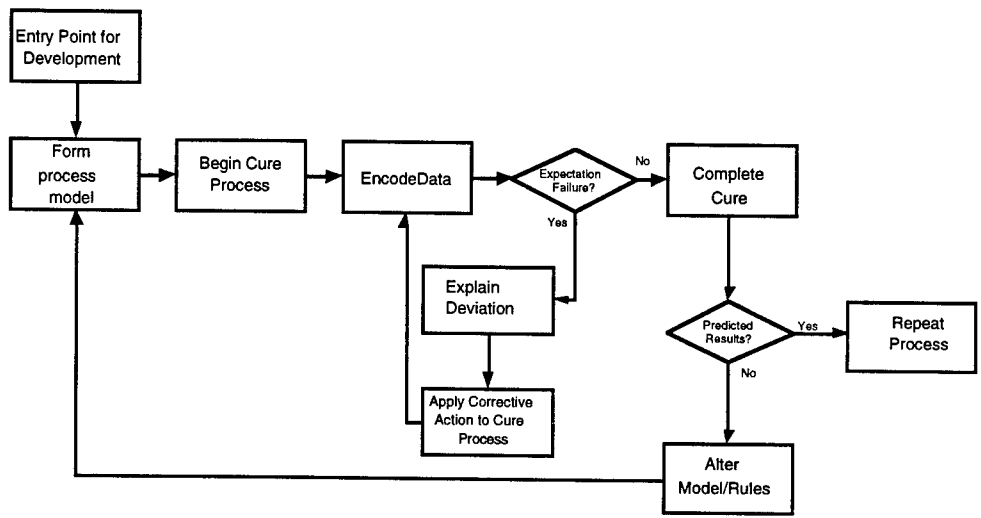 Entry Point for
Development
Form
process
model
Begin Cure
Process
EncodeData
Expectation
Failure?
No
Yes
Complete
Cure
Explain
Deviation
Apply Corrective
Action to Cure
Process
Predicted
Results?
Yes
No
Repeat
Process
Alter
Model/Rules